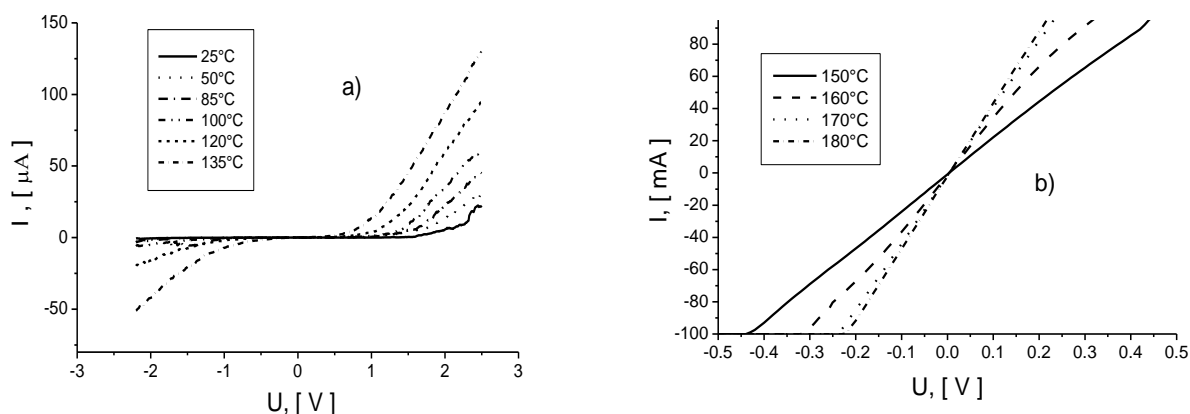 150
100
50
0
-50
I , [ μA ]
25°C
50°C
85°C
100°C
120°C
135°C
a)
-3 -2 -1 0 1 2 3
U, [ V ]
80
60
40
20
0
-20
-40
-60
-80
-100
I, [ mA ]
150°C
160°C
170°C
180°C
b)
-0.5 -0.4 -0.3 -0.2 -0.1 0.0 0.1 0.2 0.3 0.4 0.5
U, [ V ]